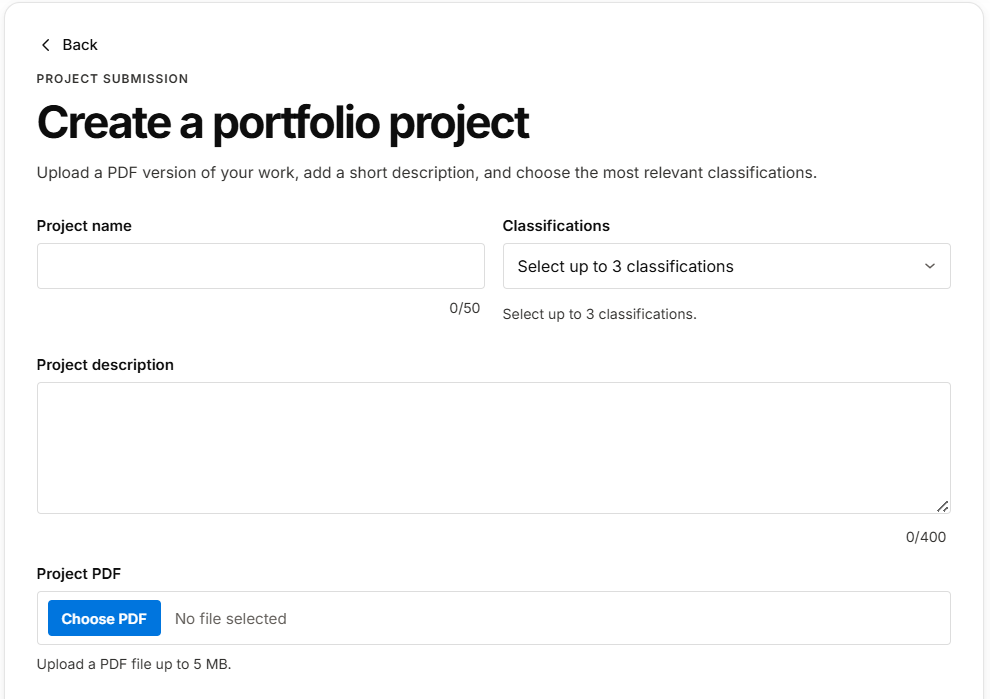 Back
PROJECT SUBMISSION
Create a portfolio project
Upload a PDF version of your work, add a short description, and choose the most relevant classifications.
Project name
Classifications
Select up to 3 classifications
0/50
Select up to 3 classifications.
Project description
0/400
Project PDF
Choose PDF No file selected
Upload a PDF file up to 5 MB.